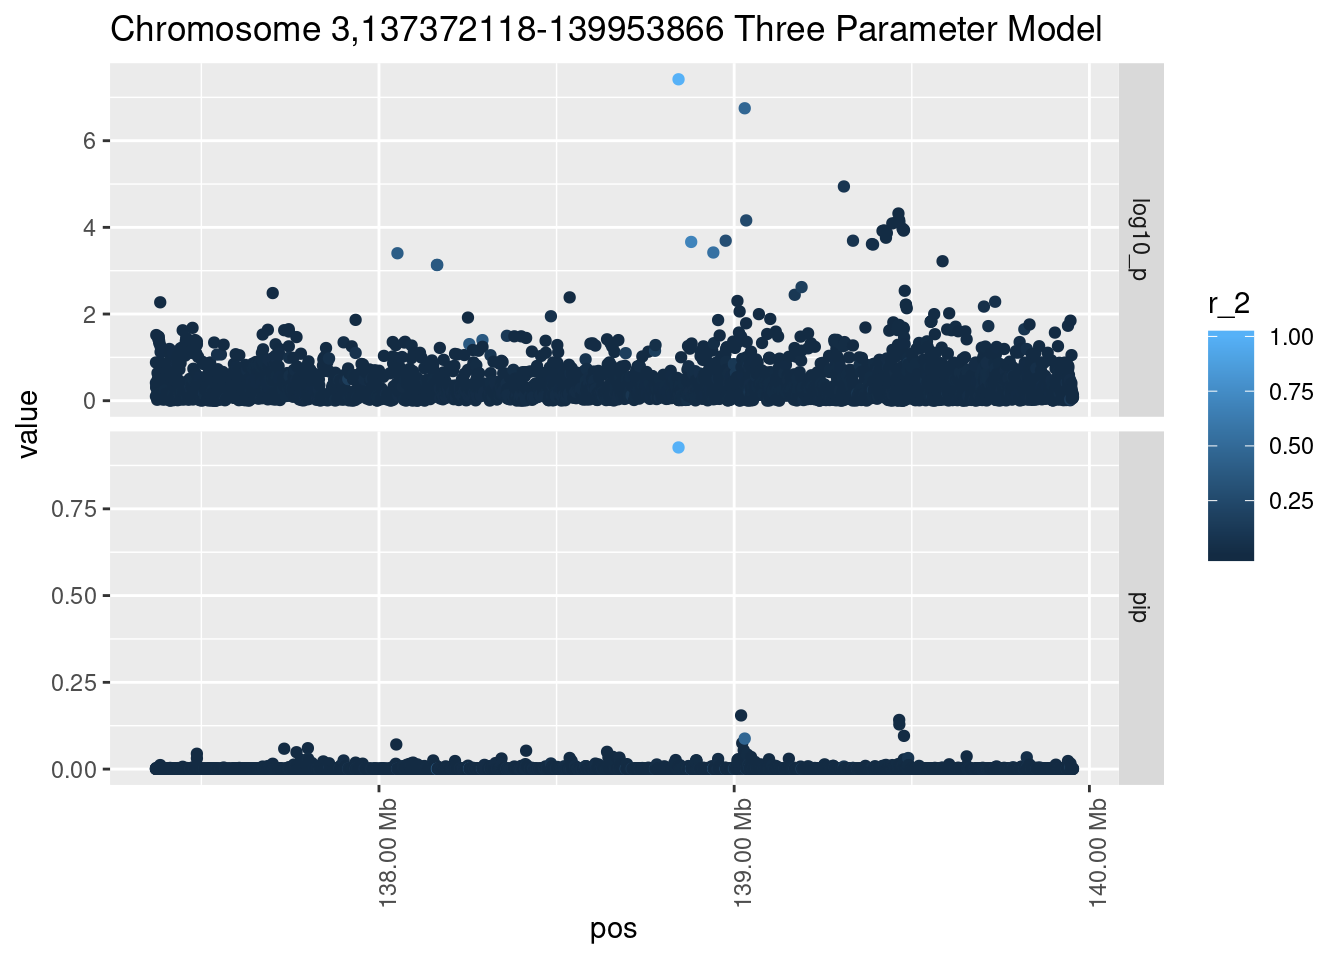 Chromosome 3,137372118-139953866 Three Parameter Model
6
4
2
0
log10_p
value
0.75
0.50
0.25
0.00
pip
138.00 Mb
139.00 Mb
140.00 Mb
pos
r_2
1.00
0.75
0.50
0.25